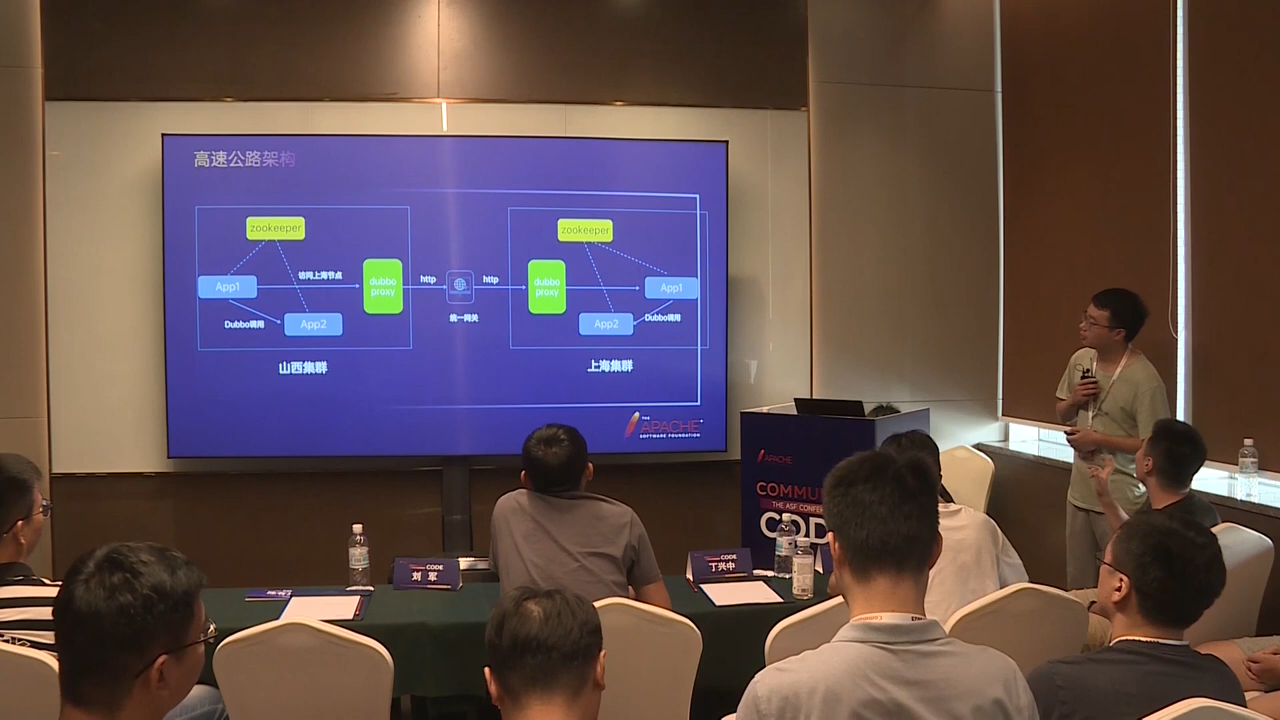 高速公路架构
zookeeper
App1
访问上海节点
dubbo
proxy
http
http
统一网关
Dubbo调用
App2
山西集群
zookeeper
dubbo
proxy
App1
App2
Dubbo调用
上海集群
THE
APACHE
SOFTWARE FOUNDATION
APACHE
COMMU
THE ASF CONFE
COD
CODE
刘 军
CODE
丁兴中